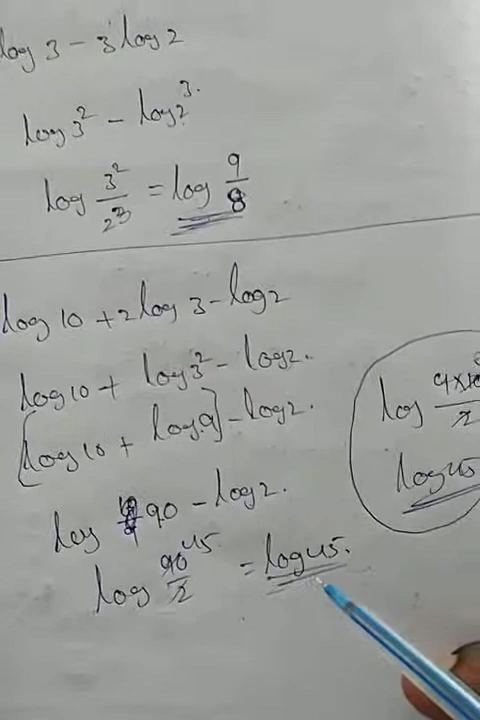 log 3 - 3 log 2
log 3² - log 2³.
log 3²/2³ = log 9/8
log 10 + 2 log 3 - log 2
log 10 + log 3² - log 2.
[log 10 + log 9] - log 2.
log 90 - log 2.
log 90/2 45 = log 45.
log 9×10/2
log 45